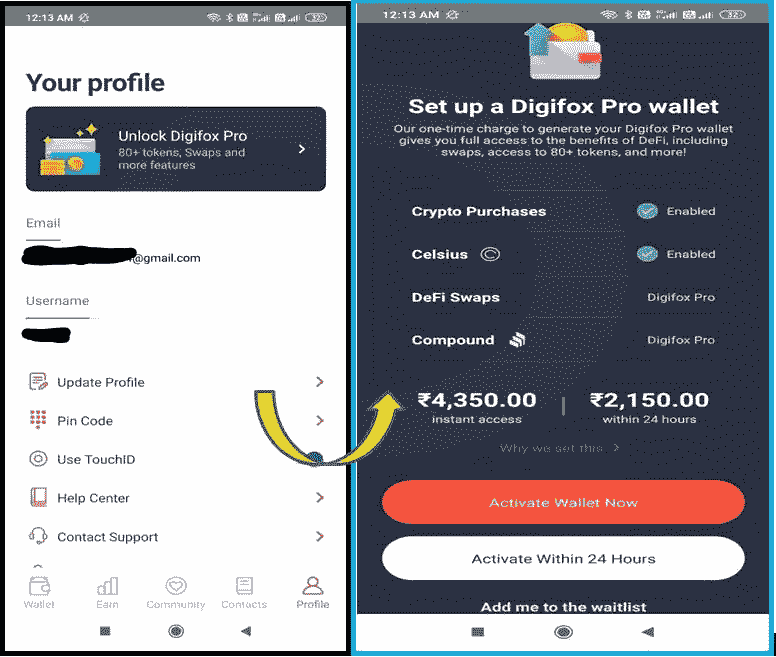 12:13 AM
32
Your profile
Unlock Digifox Pro
80+ tokens, Swaps and
more features
Email
@gmail.com
Username
Update Profile
Pin Code
Use TouchID
Help Center
Contact Support
Wallet Earn Community Contacts Profile
12:13 AM
32
Set up a Digifox Pro wallet
Our one-time charge to generate your Digifox Pro wallet
gives you full access to the benefits of DeFi, including
swaps, access to 80+ tokens, and more!
Crypto Purchases Enabled
Celsius Enabled
DeFi Swaps Digifox Pro
Compound Digifox Pro
₹4,350.00 | ₹2,150.00
instant access within 24 hours
Why we set this >
Activate Wallet Now
Activate Within 24 Hours
Add me to the waitlist